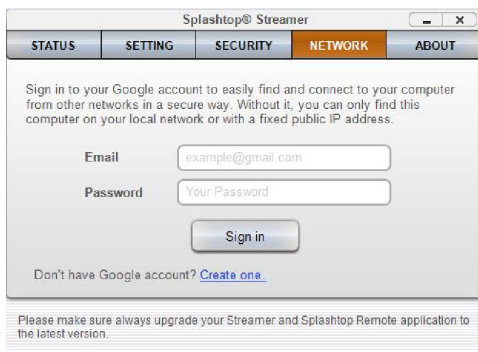 Splashtop® Streamer
STATUS SETTING SECURITY NETWORK ABOUT
Sign in to your Google account to easily find and connect to your computer
from other networks in a secure way. Without it, you can only find this
computer on your local network or with a fixed public IP address.
Email example@gmail.com
Password Your Password
Sign in
Don't have Google account? Create one.
Please make sure always upgrade your Streamer and Splashtop Remote application to
the latest version.